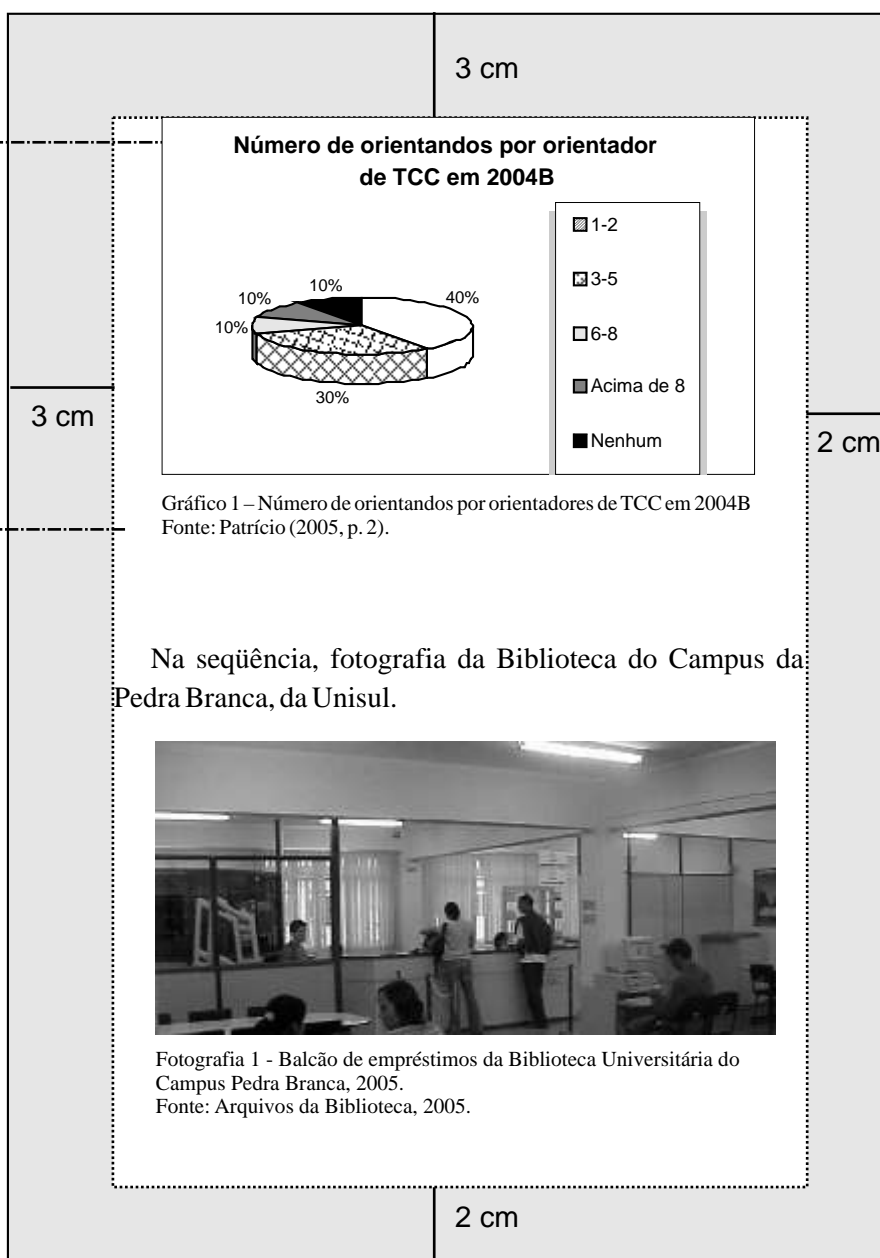 3 cm
Número de orientandos por orientador
de TCC em 2004B
1-2
3-5
6-8
Acima de 8
Nenhum
10%
10%
10%
40%
30%
3 cm
2 cm
Gráfico 1 – Número de orientandos por orientadores de TCC em 2004B
Fonte: Patrício (2005, p. 2).
Na seqüência, fotografia da Biblioteca do Campus da
Pedra Branca, da Unisul.
Fotografia 1 - Balcão de empréstimos da Biblioteca Universitária do
Campus Pedra Branca, 2005.
Fonte: Arquivos da Biblioteca, 2005.
2 cm